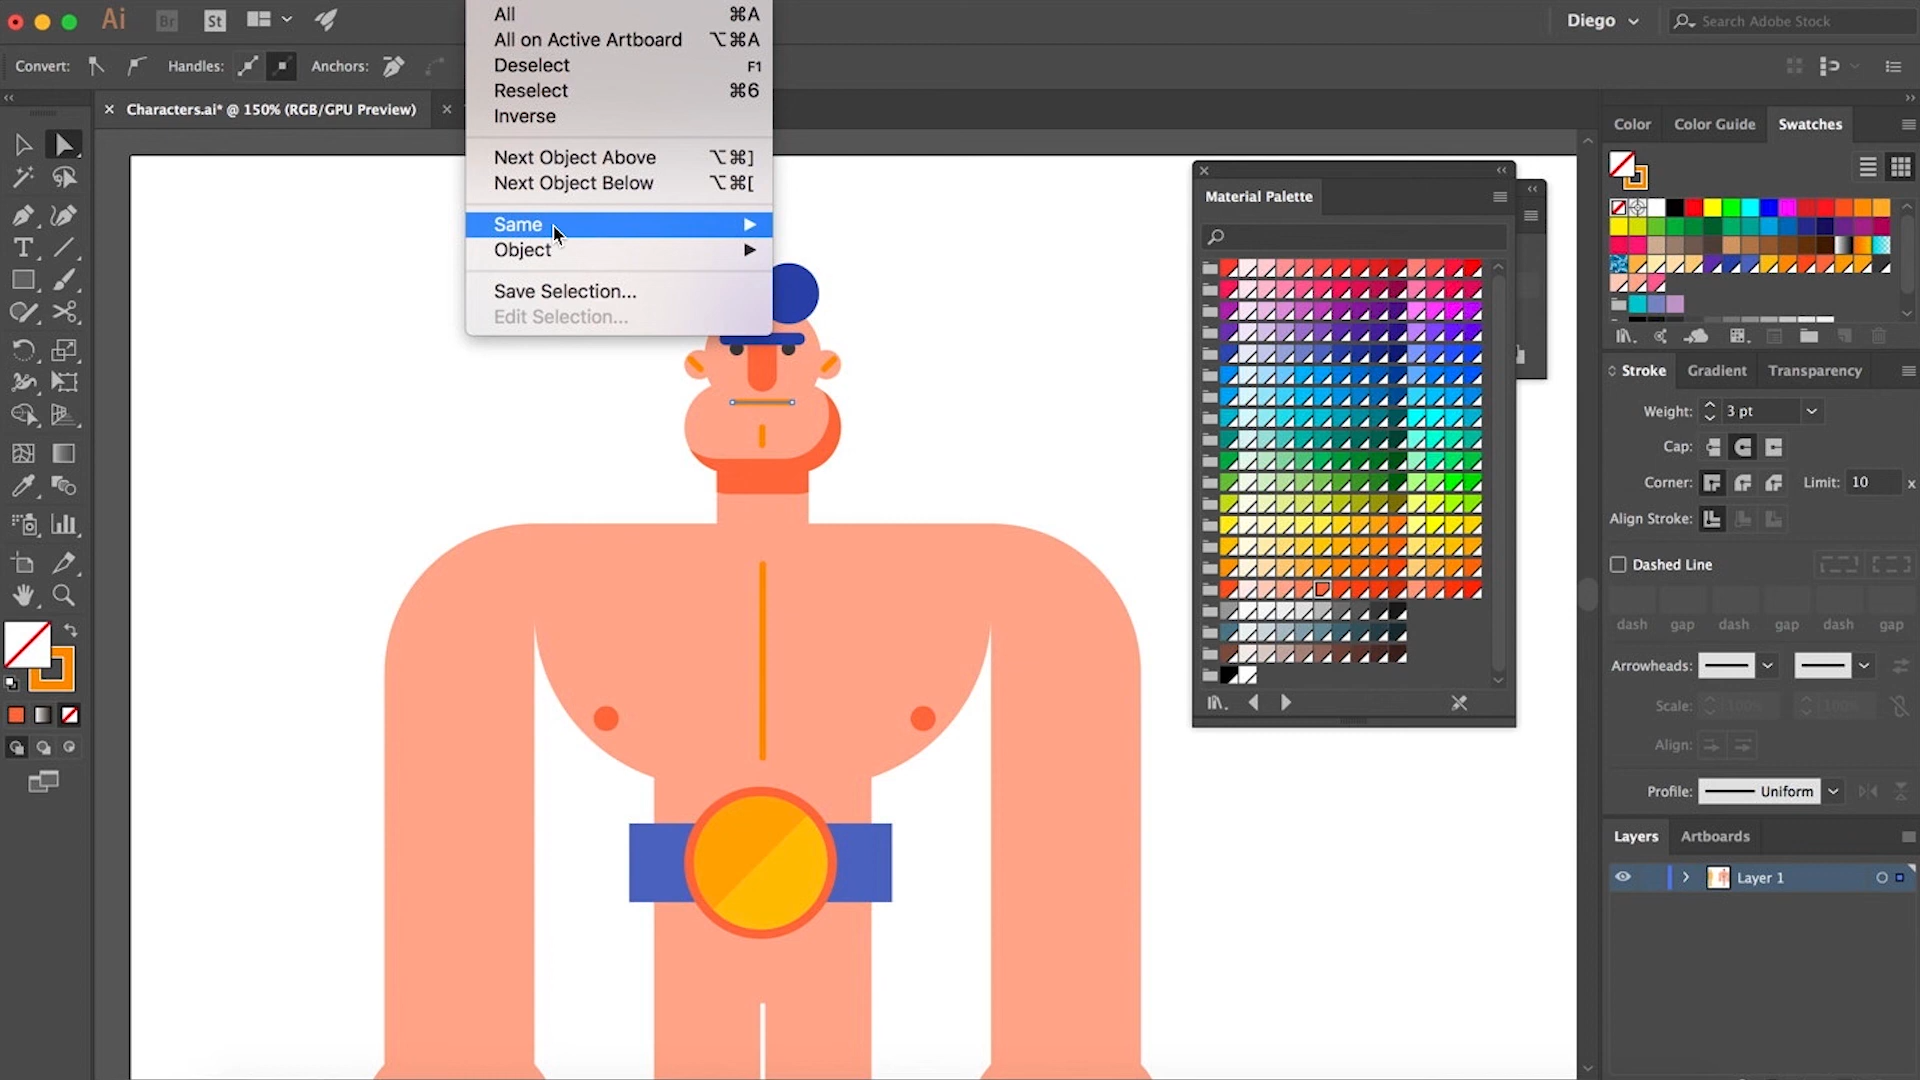 Ai
Br
St
Diego
Search Adobe Stock
Convert:
Handles:
Anchors:
Characters.ai* @ 150% (RGB/GPU Preview)
All ⌘A
All on Active Artboard ⌥⌘A
Deselect F1
Reselect ⌘6
Inverse
Next Object Above ⌥⌘]
Next Object Below ⌥⌘[
Same
Object
Save Selection...
Edit Selection...
Material Palette
Color
Color Guide
Swatches
Stroke
Gradient
Transparency
Weight: 3 pt
Cap:
Corner:
Limit: 10 x
Align Stroke:
Dashed Line
dash gap dash gap dash gap
Arrowheads:
Scale: 100% 100%
Align:
Profile: Uniform
Layers
Artboards
Layer 1